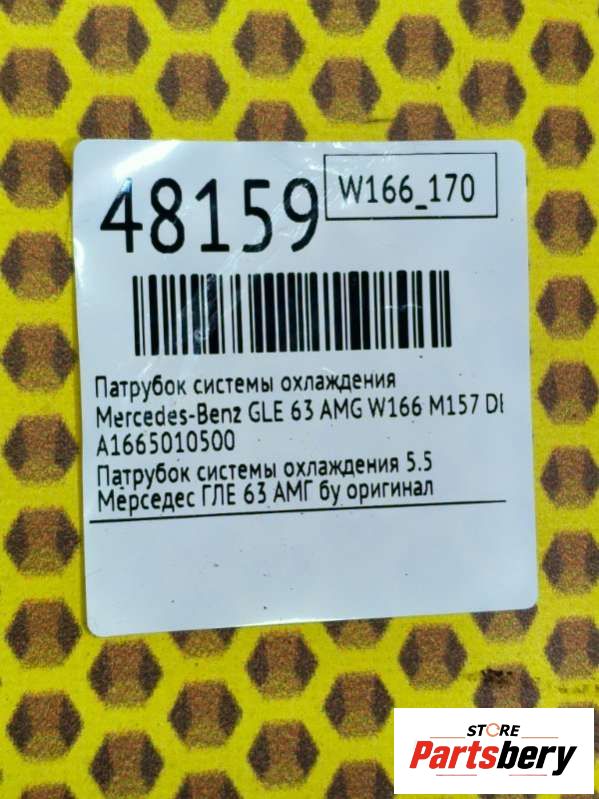 48159
W166_170
Патрубок системы охлаждения
Mercedes-Benz GLE 63 AMG W166 M157 DE
A1665010500
Патрубок системы охлаждения 5.5
Мерседес ГЛЕ 63 АМГ бу оригинал
STORE
Partsbery